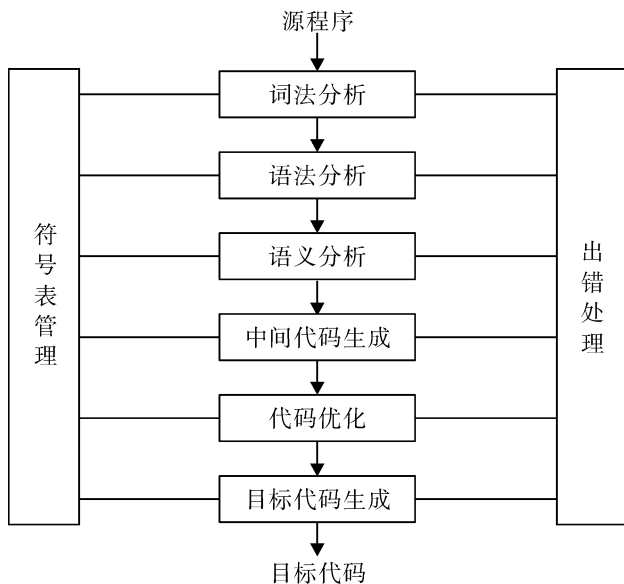 源程序
词法分析
语法分析
语义分析
中间代码生成
代码优化
目标代码生成
目标代码
符号表管理
出错处理